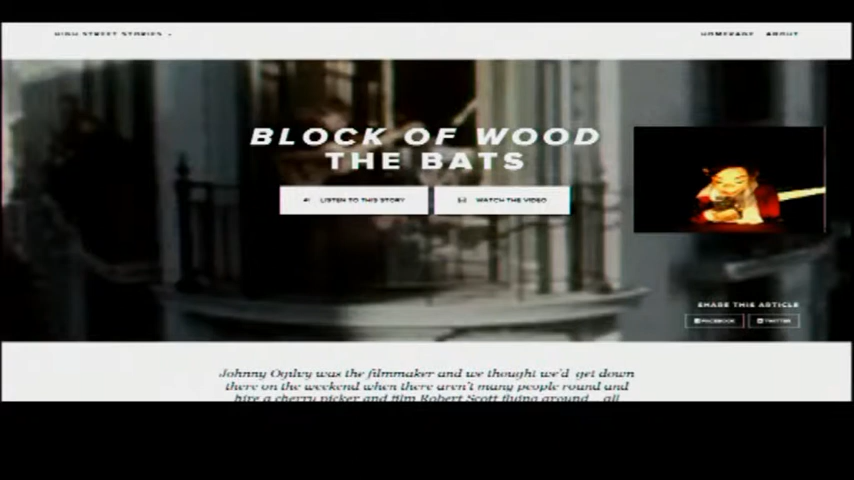 HIGH STREET STORIES
HOMEPAGE ABOUT
BLOCK OF WOOD
THE BATS
LISTEN TO THIS STORY
WATCH THE VIDEO
SHARE THIS ARTICLE
FACEBOOK TWITTER
Johnny Ogilvy was the filmmaker and we thought we'd get down
there on the weekend when there aren't many people round and
hire a cherry picker and film Robert Scott flying around... all